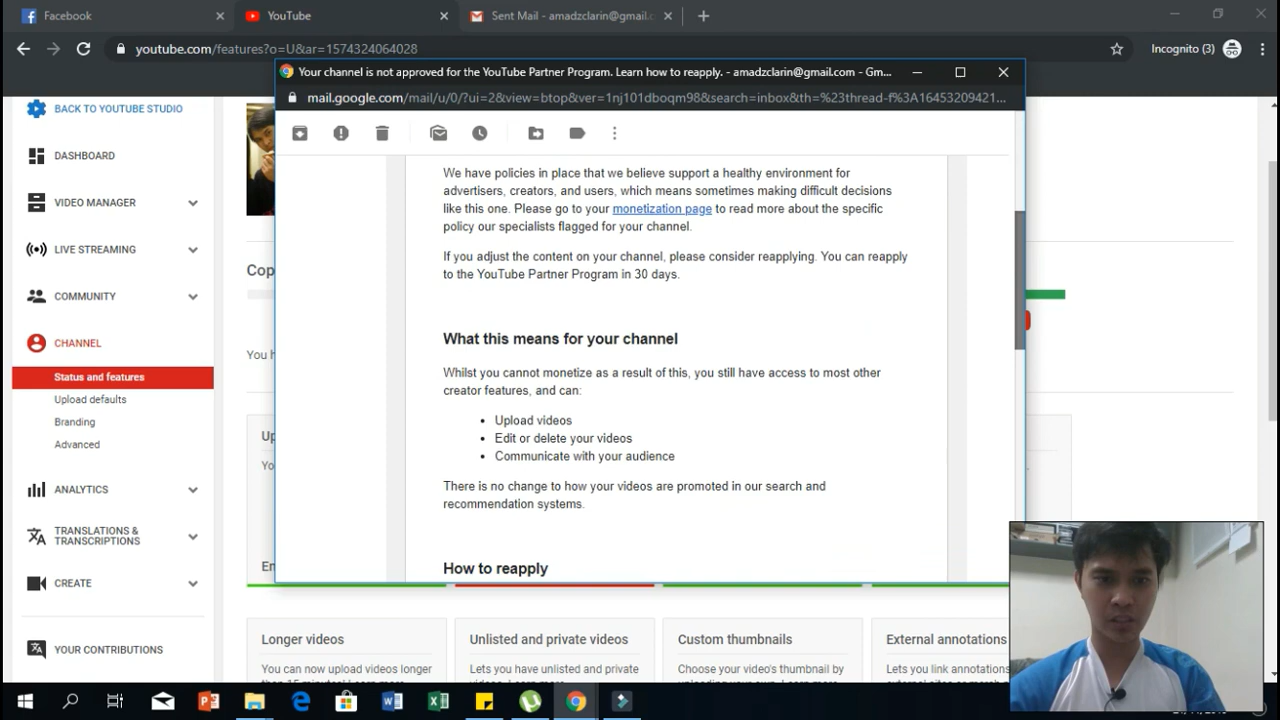 Facebook
YouTube
Sent Mail - amadzclarin@gmail.c
youtube.com/features?o=U&ar=1574324064028
Incognito (3)
Your channel is not approved for the YouTube Partner Program. Learn how to reapply. - amadzclarin@gmail.com - Gm...
mail.google.com/mail/u/0/?ui=2&view=btop&ver=1nj101dboqm98&search=inbox&th=%23thread-f%3A16453209421...
BACK TO YOUTUBE STUDIO
DASHBOARD
VIDEO MANAGER
LIVE STREAMING
COMMUNITY
CHANNEL
Status and features
Upload defaults
Branding
Advanced
ANALYTICS
TRANSLATIONS &
TRANSCRIPTIONS
CREATE
YOUR CONTRIBUTIONS
Cop
You h
Up
Yo
En
We have policies in place that we believe support a healthy environment for
advertisers, creators, and users, which means sometimes making difficult decisions
like this one. Please go to your monetization page to read more about the specific
policy our specialists flagged for your channel.
If you adjust the content on your channel, please consider reapplying. You can reapply
to the YouTube Partner Program in 30 days.
What this means for your channel
Whilst you cannot monetize as a result of this, you still have access to most other
creator features, and can:
• Upload videos
• Edit or delete your videos
• Communicate with your audience
There is no change to how your videos are promoted in our search and
recommendation systems.
How to reapply
Longer videos
You can now upload videos longer
Unlisted and private videos
Lets you have unlisted and private
Custom thumbnails
Choose your video's thumbnail by
External annotations
Lets you link annotations